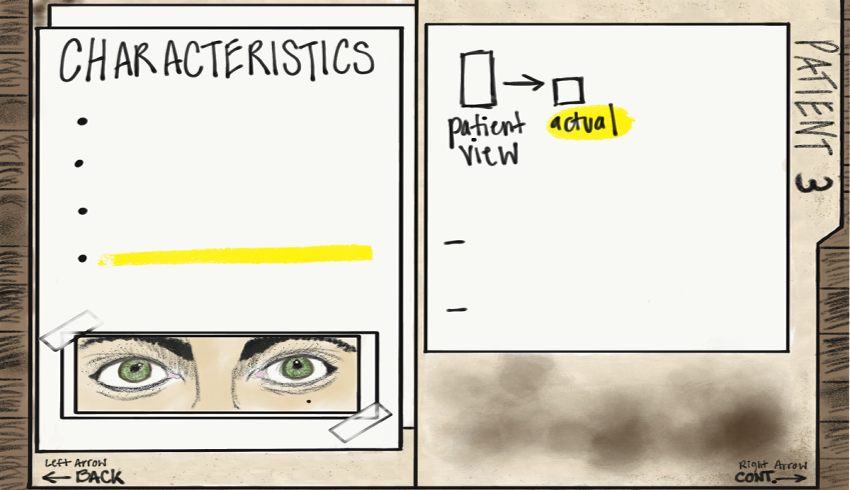 CHARACTERISTICS
patient
view
actual
PATIENT 3
Left Arrow
← BACK
Right Arrow
CONT. →